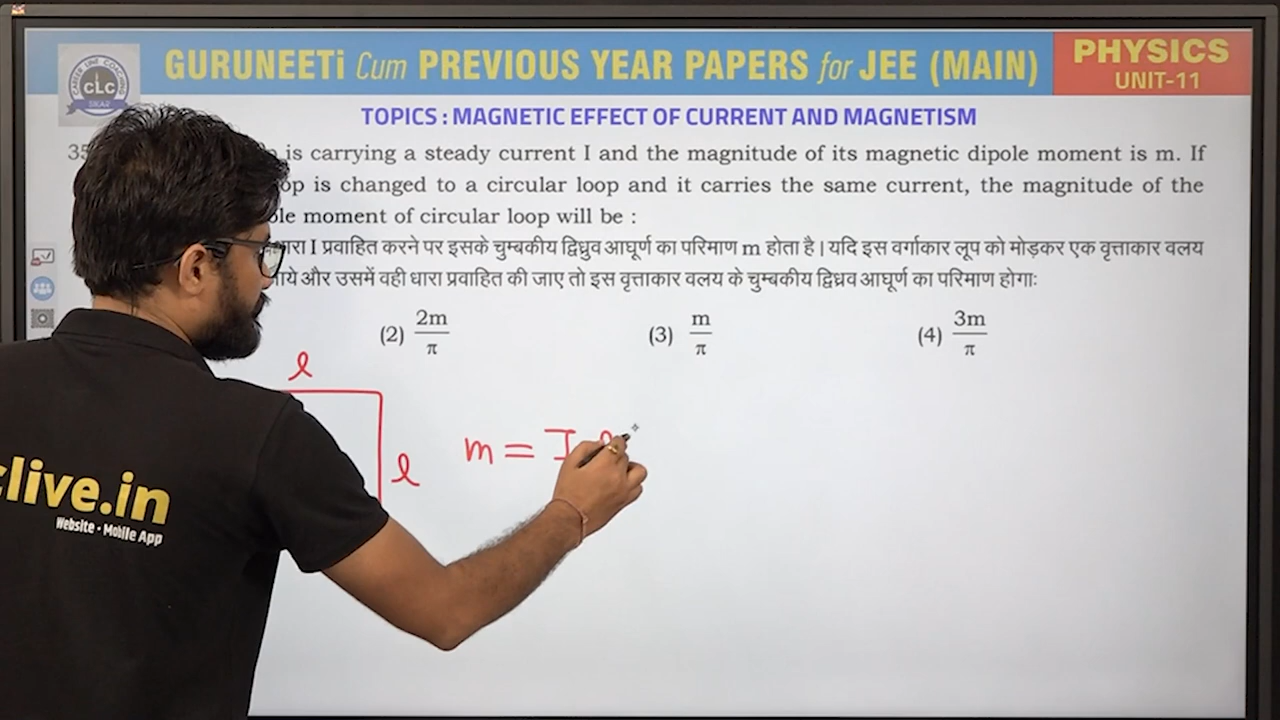 GURUNEETi Cum PREVIOUS YEAR PAPERS for JEE (MAIN)
PHYSICS
UNIT-11
CLC
SIKAR
TOPICS : MAGNETIC EFFECT OF CURRENT AND MAGNETISM
35
is carrying a steady current I and the magnitude of its magnetic dipole moment is m. If
op is changed to a circular loop and it carries the same current, the magnitude of the
ole moment of circular loop will be :
धारा I प्रवाहित करने पर इसके चुम्बकीय द्विध्रुव आघूर्ण का परिमाण m होता है। यदि इस वर्गाकार लूप को मोड़कर एक वृत्ताकार वलय
जाये और उसमें वही धारा प्रवाहित की जाए तो इस वृत्ताकार वलय के चुम्बकीय द्विध्रव आघूर्ण का परिमाण होगाः
(2) 2m/π (3) m/π (4) 3m/π
l
l
m = I l
clive.in
Website • Mobile App